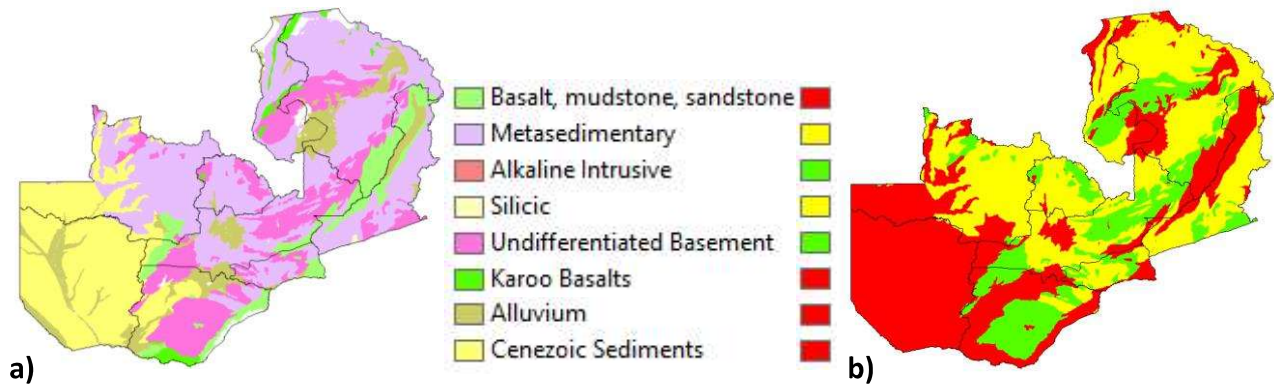 Basalt, mudstone, sandstone
Metasedimentary
Alkaline Intrusive
Silicic
Undifferentiated Basement
Karoo Basalts
Alluvium
Cenezoic Sediments
a)
b)